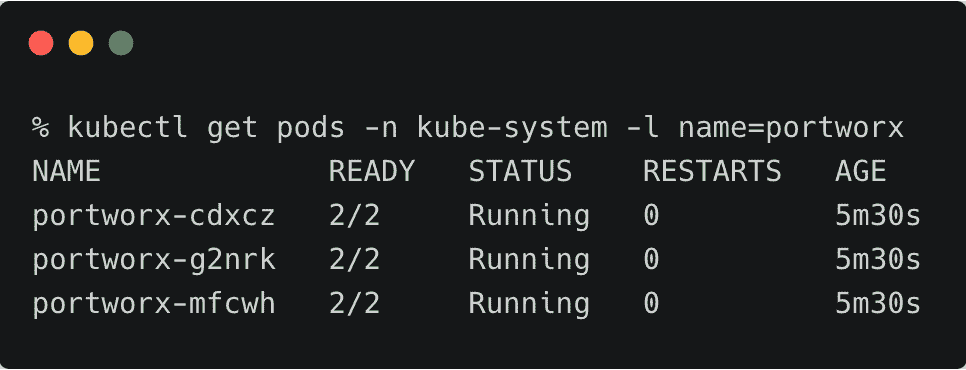 % kubectl get pods -n kube-system -l name=portworx
NAME READY STATUS RESTARTS AGE
portworx-cdxcz 2/2 Running 0 5m30s
portworx-g2nrk 2/2 Running 0 5m30s
portworx-mfcwh 2/2 Running 0 5m30s